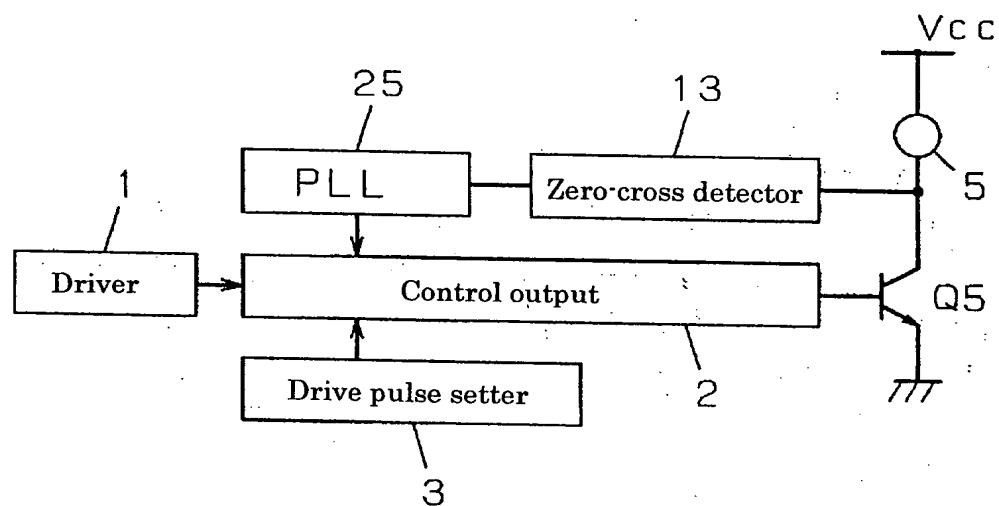 Vcc
25
13
PLL
Zero-cross detector
5
1
Driver
Control output
Q5
Drive pulse setter
2
3